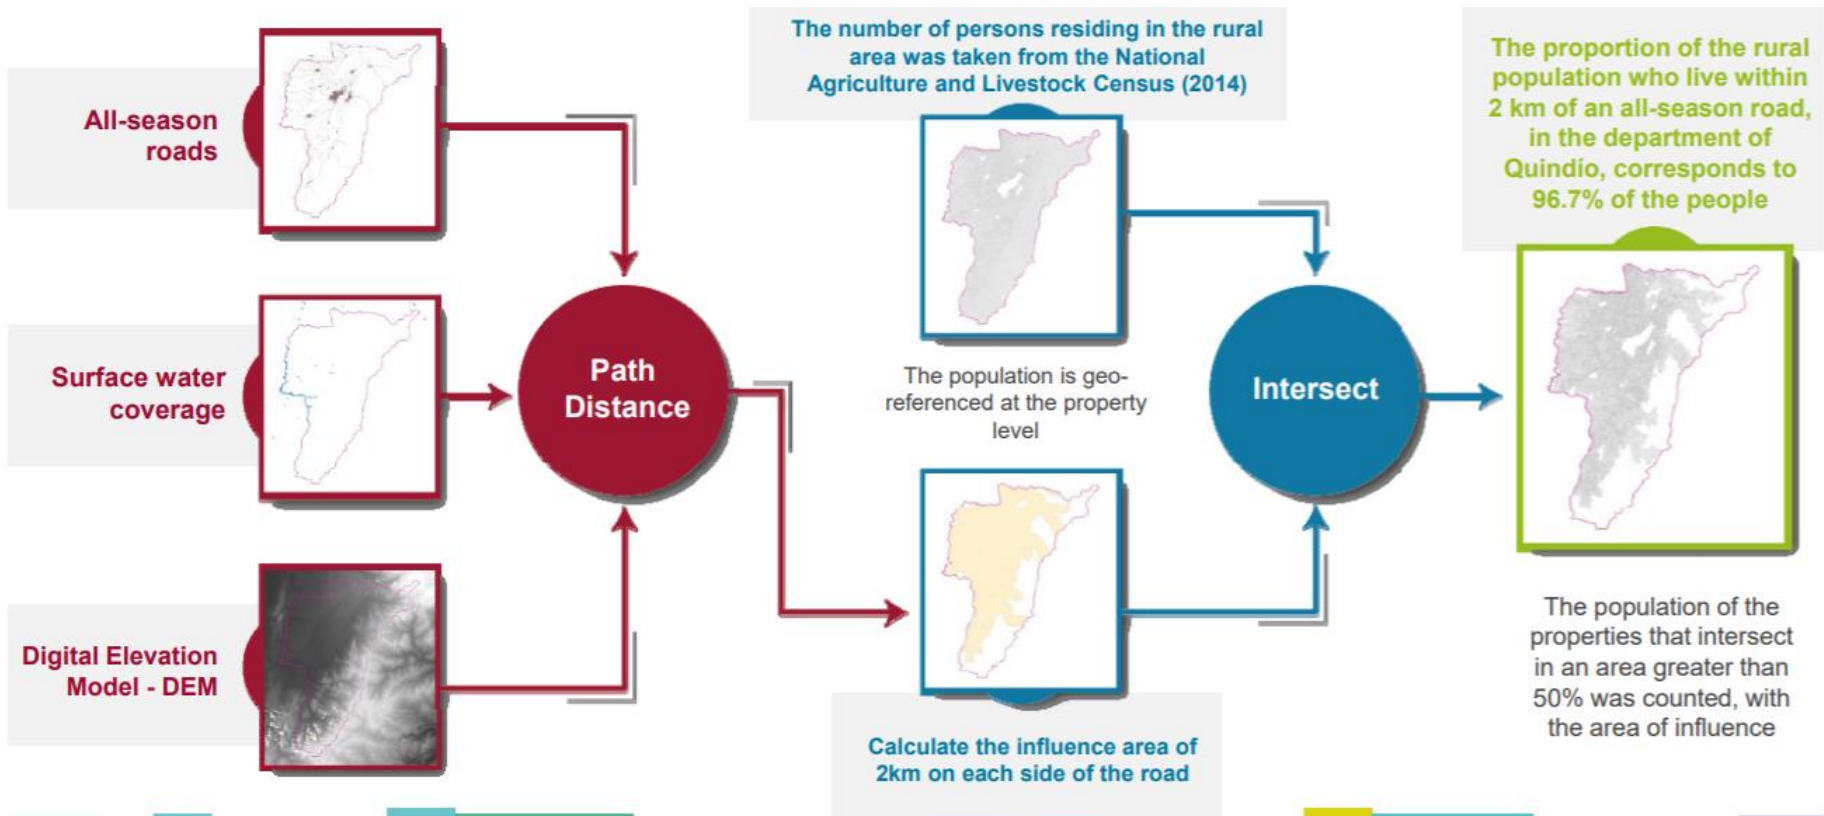 All-season
roads
Surface water
coverage
Digital Elevation
Model - DEM
Path
Distance
The number of persons residing in the rural
area was taken from the National
Agriculture and Livestock Census (2014)
The population is geo-
referenced at the property
level
Calculate the influence area of
2km on each side of the road
Intersect
The proportion of the rural
population who live within
2 km of an all-season road,
in the department of
Quindío, corresponds to
96.7% of the people
The population of the
properties that intersect
in an area greater than
50% was counted, with
the area of influence